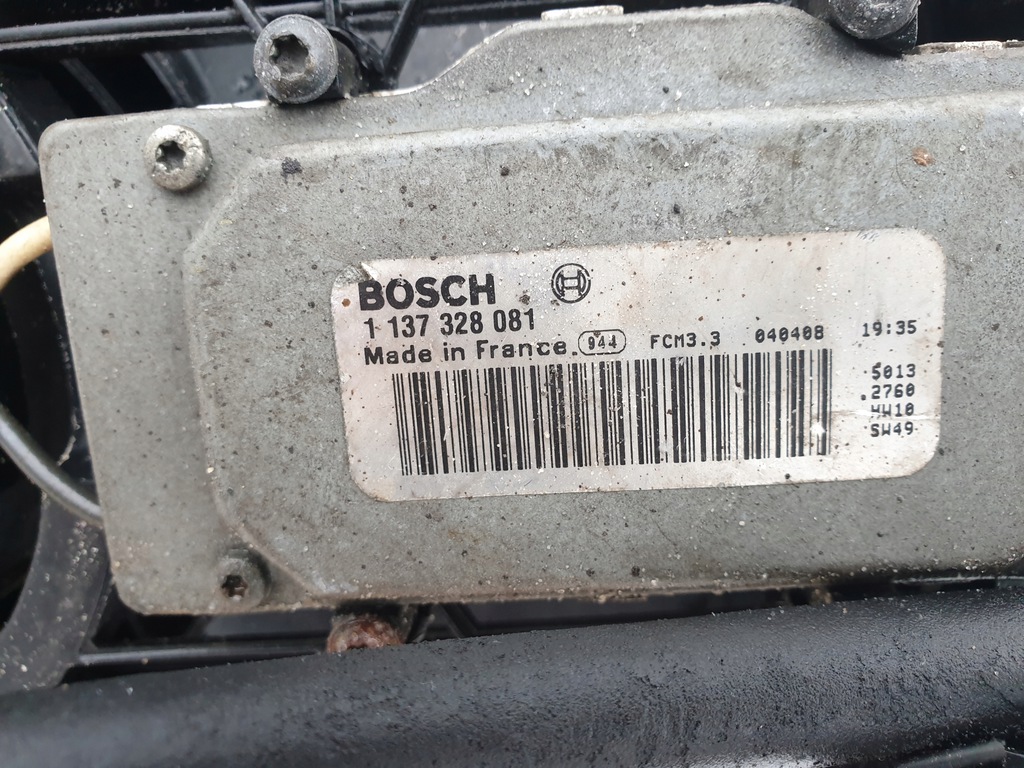 BOSCH
1 137 328 081
Made in France. 944 FCM3.3 040408 19:35
5013
.2760
HW10
SW49